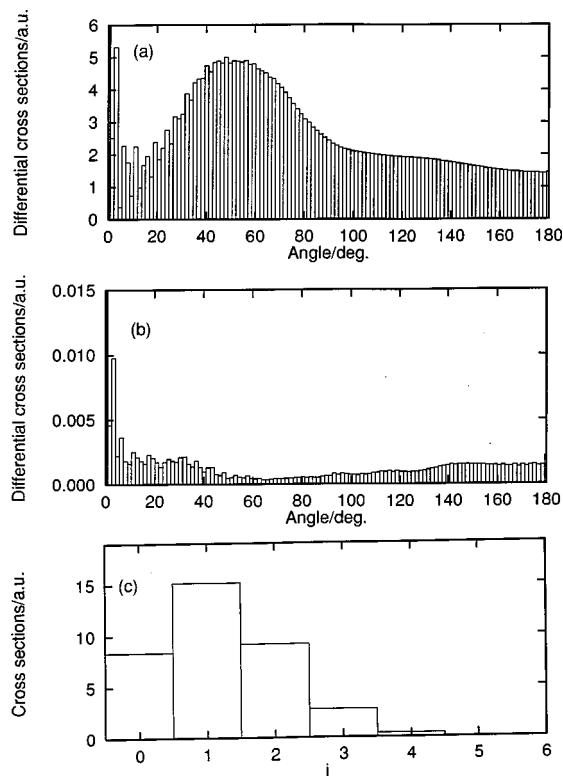 Differential cross sections/a.u.
6
5
4
3
2
1
0
(a)
0 20 40 60 80 100 120 140 160 180
Angle/deg.
Differential cross sections/a.u.
0.015
0.010
0.005
0.000
(b)
0 20 40 60 80 100 120 140 160 180
Angle/deg.
Cross sections/a.u.
15
10
5
0
(c)
0 1 2 3 4 5 6
j